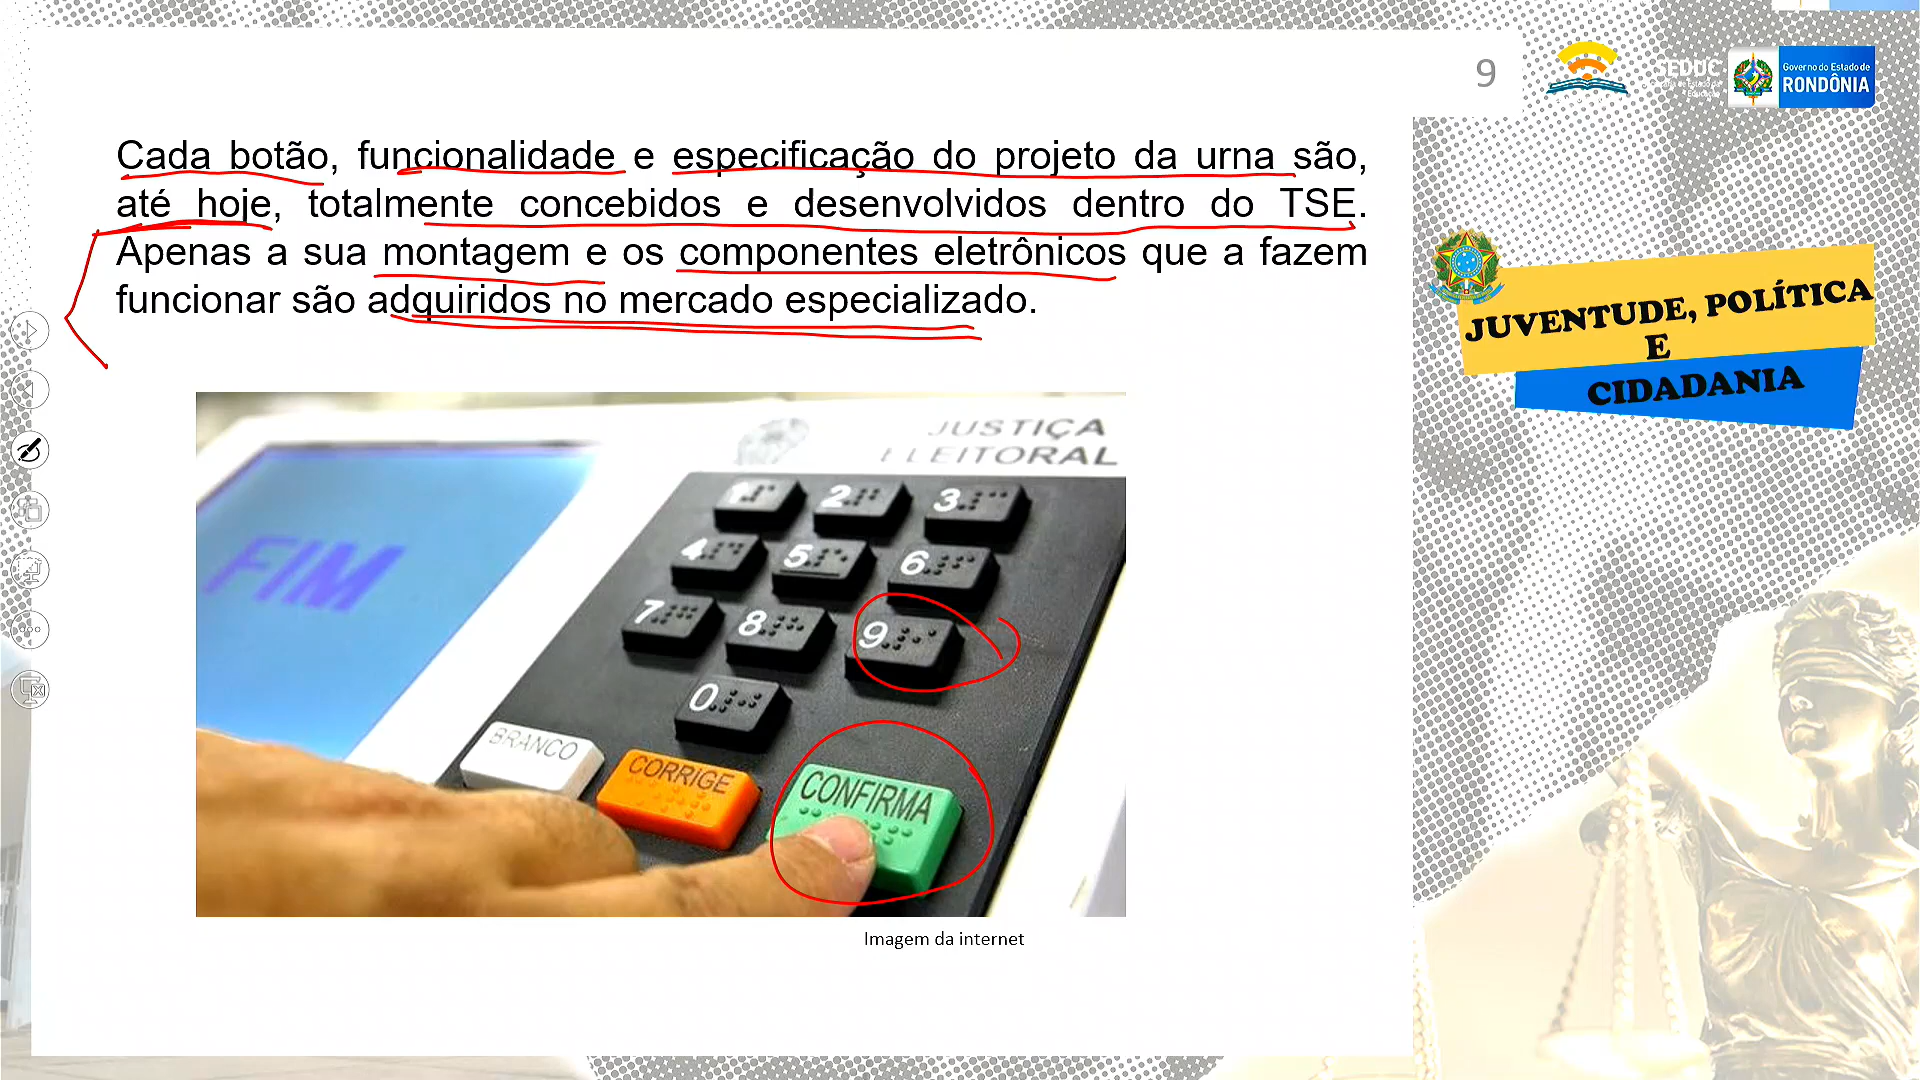 9
SEDUC
Governo do Estado de
RONDÔNIA
Cada botão, funcionalidade e especificação do projeto da urna são,
até hoje, totalmente concebidos e desenvolvidos dentro do TSE.
Apenas a sua montagem e os componentes eletrônicos que a fazem
funcionar são adquiridos no mercado especializado.
JUVENTUDE, POLÍTICA
E
CIDADANIA
JUSTIÇA
ELEITORAL
FIM
1 2 3
4 5 6
7 8 9
0
BRANCO
CORRIGE
CONFIRMA
Imagem da internet